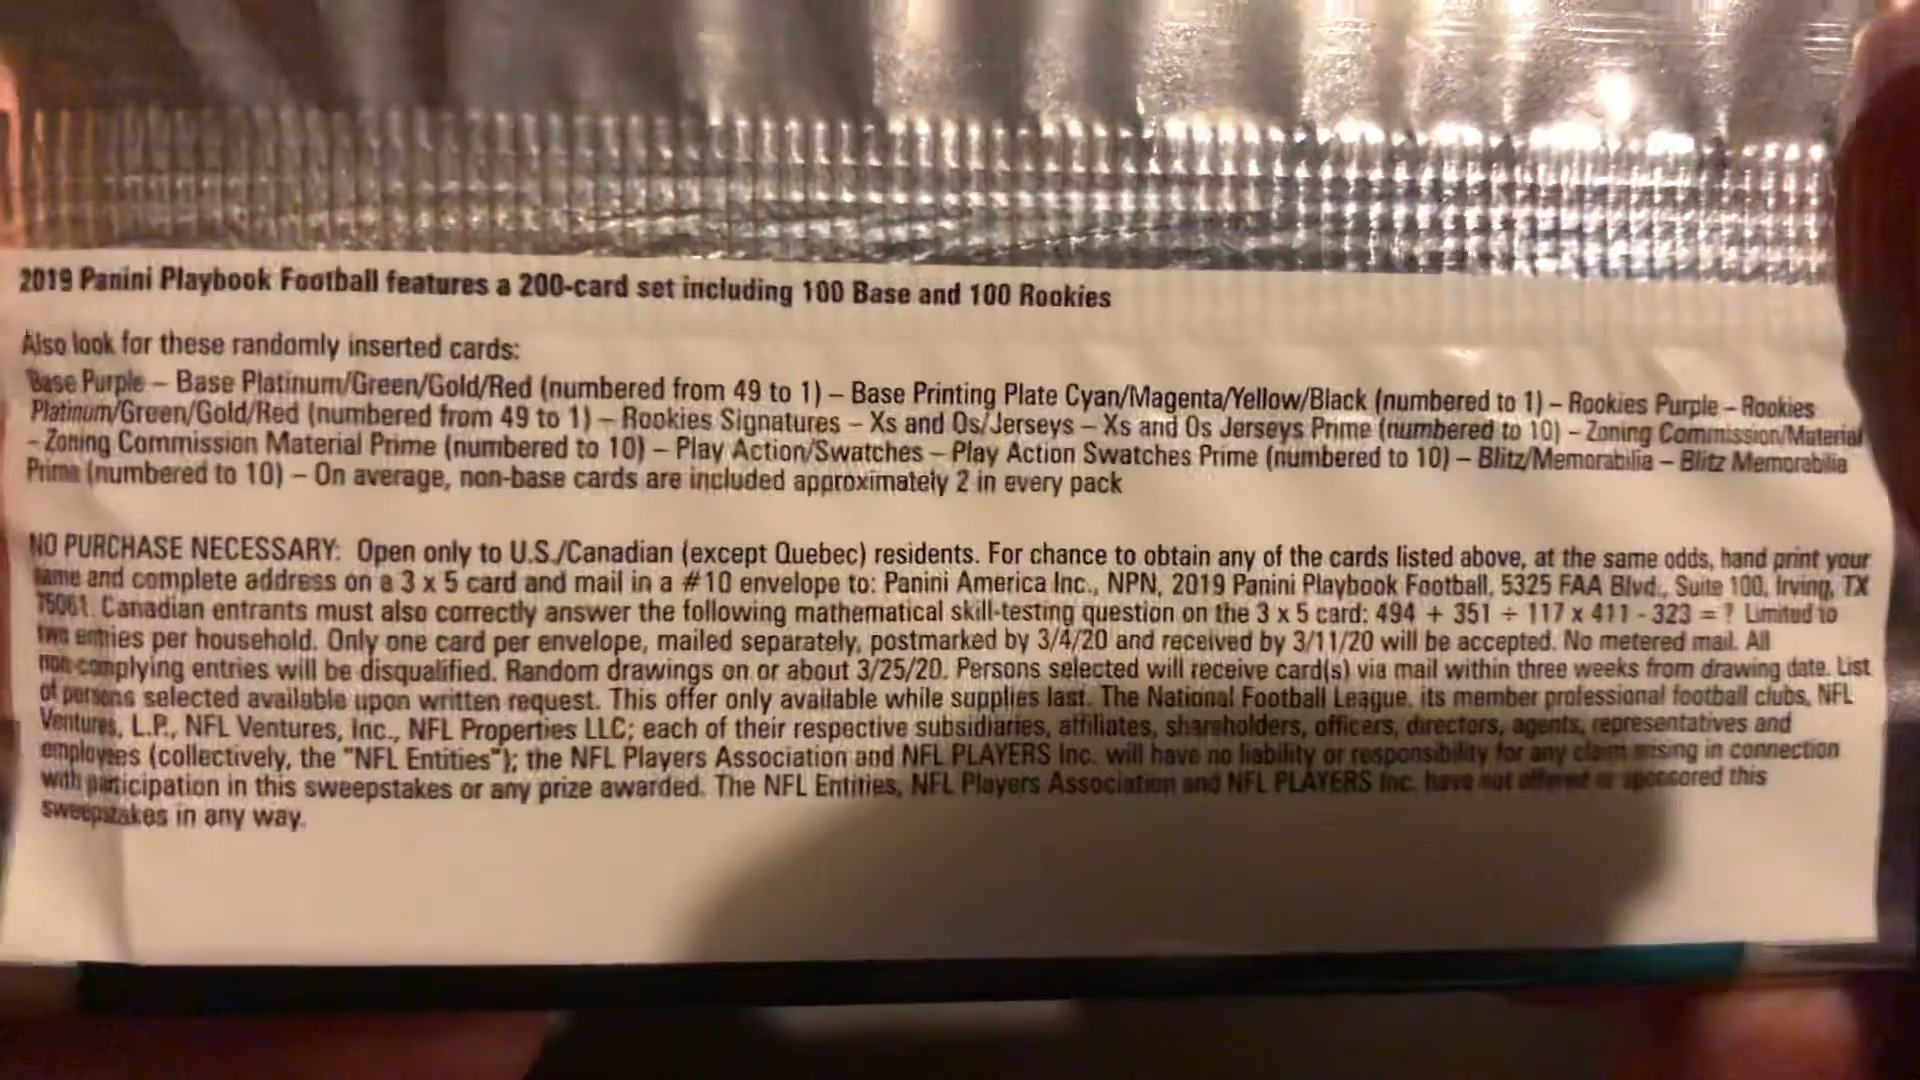 2019 Panini Playbook Football features a 200-card set including 100 Base and 100 Rookies
Also look for these randomly inserted cards:
Base Purple – Base Platinum/Green/Gold/Red (numbered from 49 to 1) – Base Printing Plate Cyan/Magenta/Yellow/Black (numbered to 1) – Rookies Purple – Rookies
Platinum/Green/Gold/Red (numbered from 49 to 1) – Rookies Signatures – Xs and Os/Jerseys – Xs and Os Jerseys Prime (numbered to 10) – Zoning Commission/Material
– Zoning Commission Material Prime (numbered to 10) – Play Action/Swatches – Play Action Swatches Prime (numbered to 10) – Blitz/Memorabilia – Blitz Memorabilia
Prime (numbered to 10) – On average, non-base cards are included approximately 2 in every pack
NO PURCHASE NECESSARY: Open only to U.S./Canadian (except Quebec) residents. For chance to obtain any of the cards listed above, at the same odds, hand print your
name and complete address on a 3 x 5 card and mail in a #10 envelope to: Panini America Inc., NPN, 2019 Panini Playbook Football, 5325 FAA Blvd., Suite 100, Irving, TX
75061. Canadian entrants must also correctly answer the following mathematical skill-testing question on the 3 x 5 card: 494 + 351 ÷ 117 x 411 - 323 = ? Limited to
two entries per household. Only one card per envelope, mailed separately, postmarked by 3/4/20 and received by 3/11/20 will be accepted. No metered mail. All
non-complying entries will be disqualified. Random drawings on or about 3/25/20. Persons selected will receive card(s) via mail within three weeks from drawing date. List
of persons selected available upon written request. This offer only available while supplies last. The National Football League, its member professional football clubs, NFL
Ventures, L.P., NFL Ventures, Inc., NFL Properties LLC; each of their respective subsidiaries, affiliates, shareholders, officers, directors, agents, representatives and
employees (collectively, the "NFL Entities"); the NFL Players Association and NFL PLAYERS Inc. will have no liability or responsibility for any claim arising in connection
with participation in this sweepstakes or any prize awarded. The NFL Entities, NFL Players Association and NFL PLAYERS Inc. have not offered or sponsored this
sweepstakes in any way.